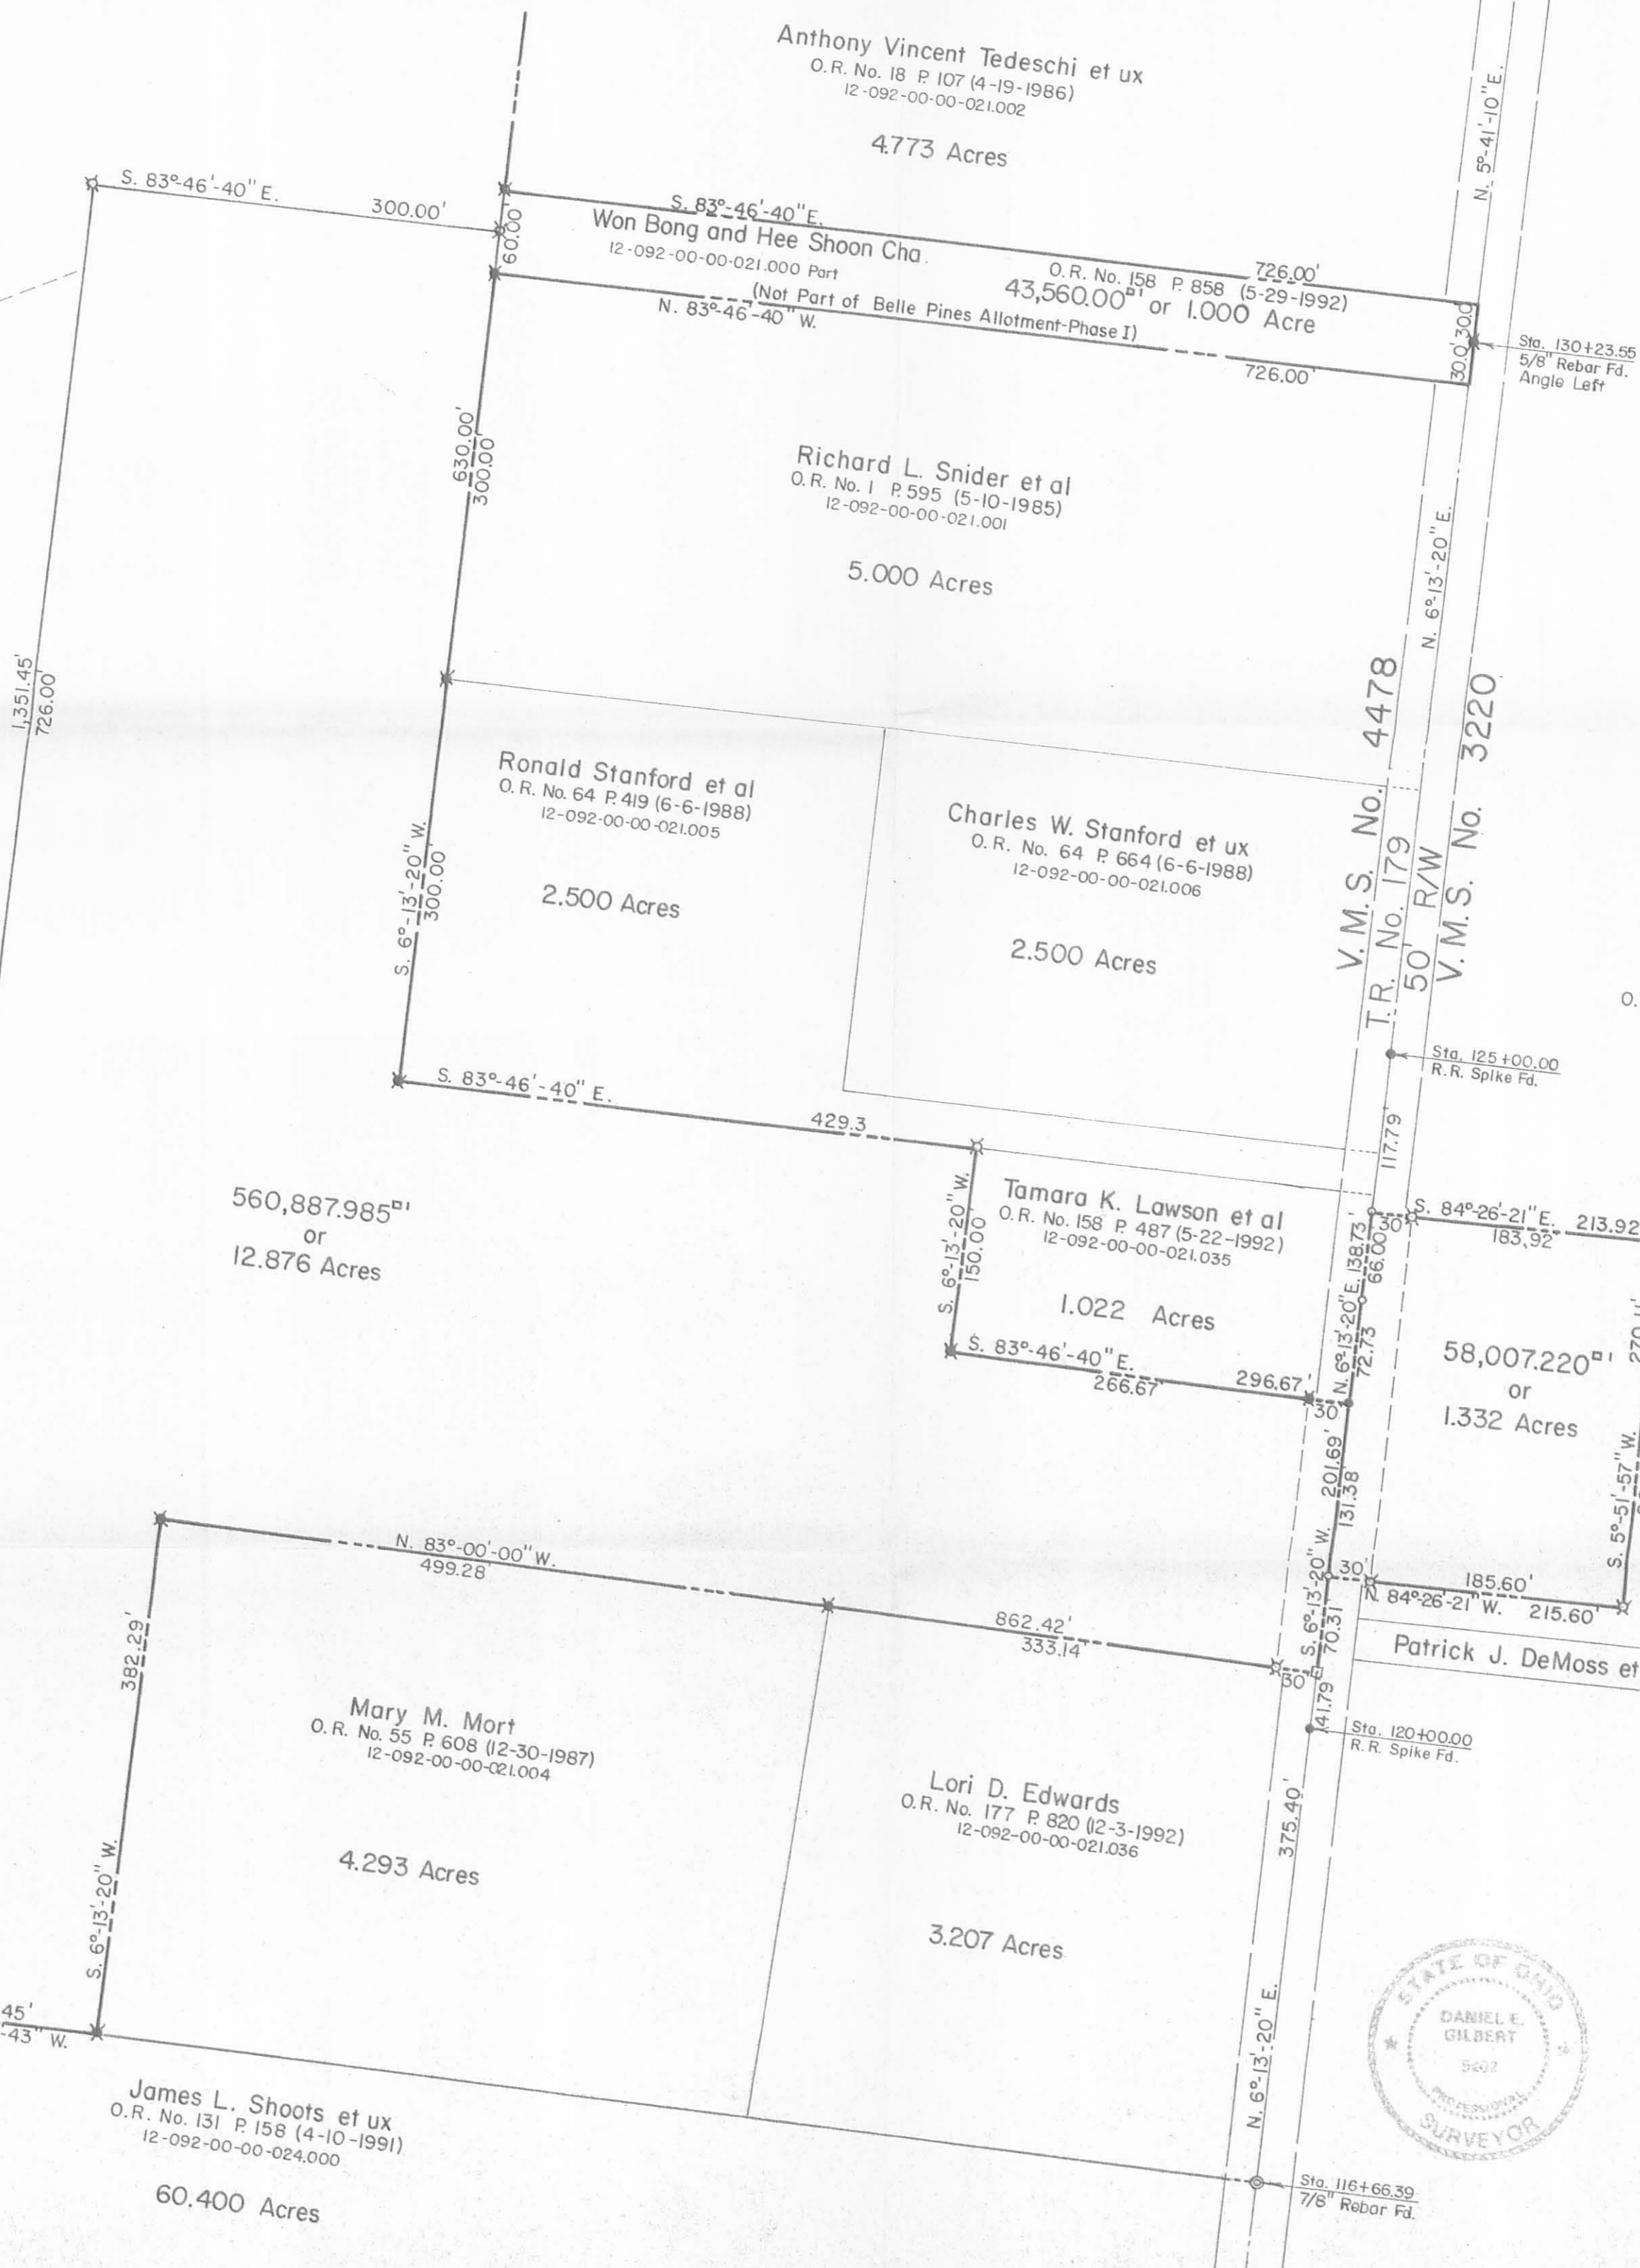 Anthony Vincent Tedeschi et ux
O.R. No. 18 P. 107 (4-19-1986)
12-092-00-00-021.002
4.773 Acres
N. 5°-41'-10" E.
S. 83°-46'-40" E.
300.00'
60.00'
S. 83°-46'-40" E.
726.00'
Won Bong and Hee Shoon Cha.
12-092-00-00-021.000 Part
O.R. No. 158 P. 858 (5-29-1992)
43,560.00□' or 1.000 Acre
(Not Part of Belle Pines Allotment-Phase I)
N. 83°-46'-40" W.
726.00'
30.0'
30.0'
Sta. 130+23.55
5/8" Rebar Fd.
Angle Left
630.00'
300.00'
Richard L. Snider et al
O.R. No. 1 P. 595 (5-10-1985)
12-092-00-00-021.001
5.000 Acres
N. 6°-13'-20" E.
1,351.45'
726.00'
V.M.S. No. 4478
T.R. No. 179
50' R/W
V.M.S. No. 3220
Ronald Stanford et al
O.R. No. 64 P. 419 (6-6-1988)
12-092-00-00-021.005
2.500 Acres
S. 6°-13'-20" W.
300.00'
Charles W. Stanford et ux
O.R. No. 64 P. 664 (6-6-1988)
12-092-00-00-021.006
2.500 Acres
O.
Sta. 125+00.00
R.R. Spike Fd.
117.79'
S. 83°-46'-40" E.
429.3
560,887.985□'
or
12.876 Acres
S. 6°-13'-20" W.
150.00'
Tamara K. Lawson et al
O.R. No. 158 P. 487 (5-22-1992)
12-092-00-00-021.035
1.022 Acres
S. 83°-46'-40" E.
296.67'
266.67'
30'
N. 6°-13'-20" E. 138.73'
66.00'
72.73
30'
S. 84°-26'-21" E. 213.92
183.92'
58,007.220□'
or
1.332 Acres
S. 5°-51'-57" W.
S. 6°-13'-20" W. 201.69'
131.38'
70.31'
30'
185.60'
N. 84°-26'-21" W. 215.60'
Patrick J. DeMoss et
N. 83°-00'-00" W.
499.28'
862.42'
333.14'
30'
141.79'
Sta. 120+00.00
R.R. Spike Fd.
382.29'
S. 6°-13'-20" W.
Mary M. Mort
O.R. No. 55 P. 608 (12-30-1987)
12-092-00-00-021.004
4.293 Acres
Lori D. Edwards
O.R. No. 177 P. 820 (12-3-1992)
12-092-00-00-021.036
3.207 Acres
375.40'
N. 6°-13'-20" E.
STATE OF OHIO
DANIEL E.
GILBERT
PROFESSIONAL
SURVEYOR
45'
-43" W.
James L. Shoots et ux
O.R. No. 131 P. 158 (4-10-1991)
12-092-00-00-024.000
60.400 Acres
Sta. 116+66.39
7/8" Rebar Fd.